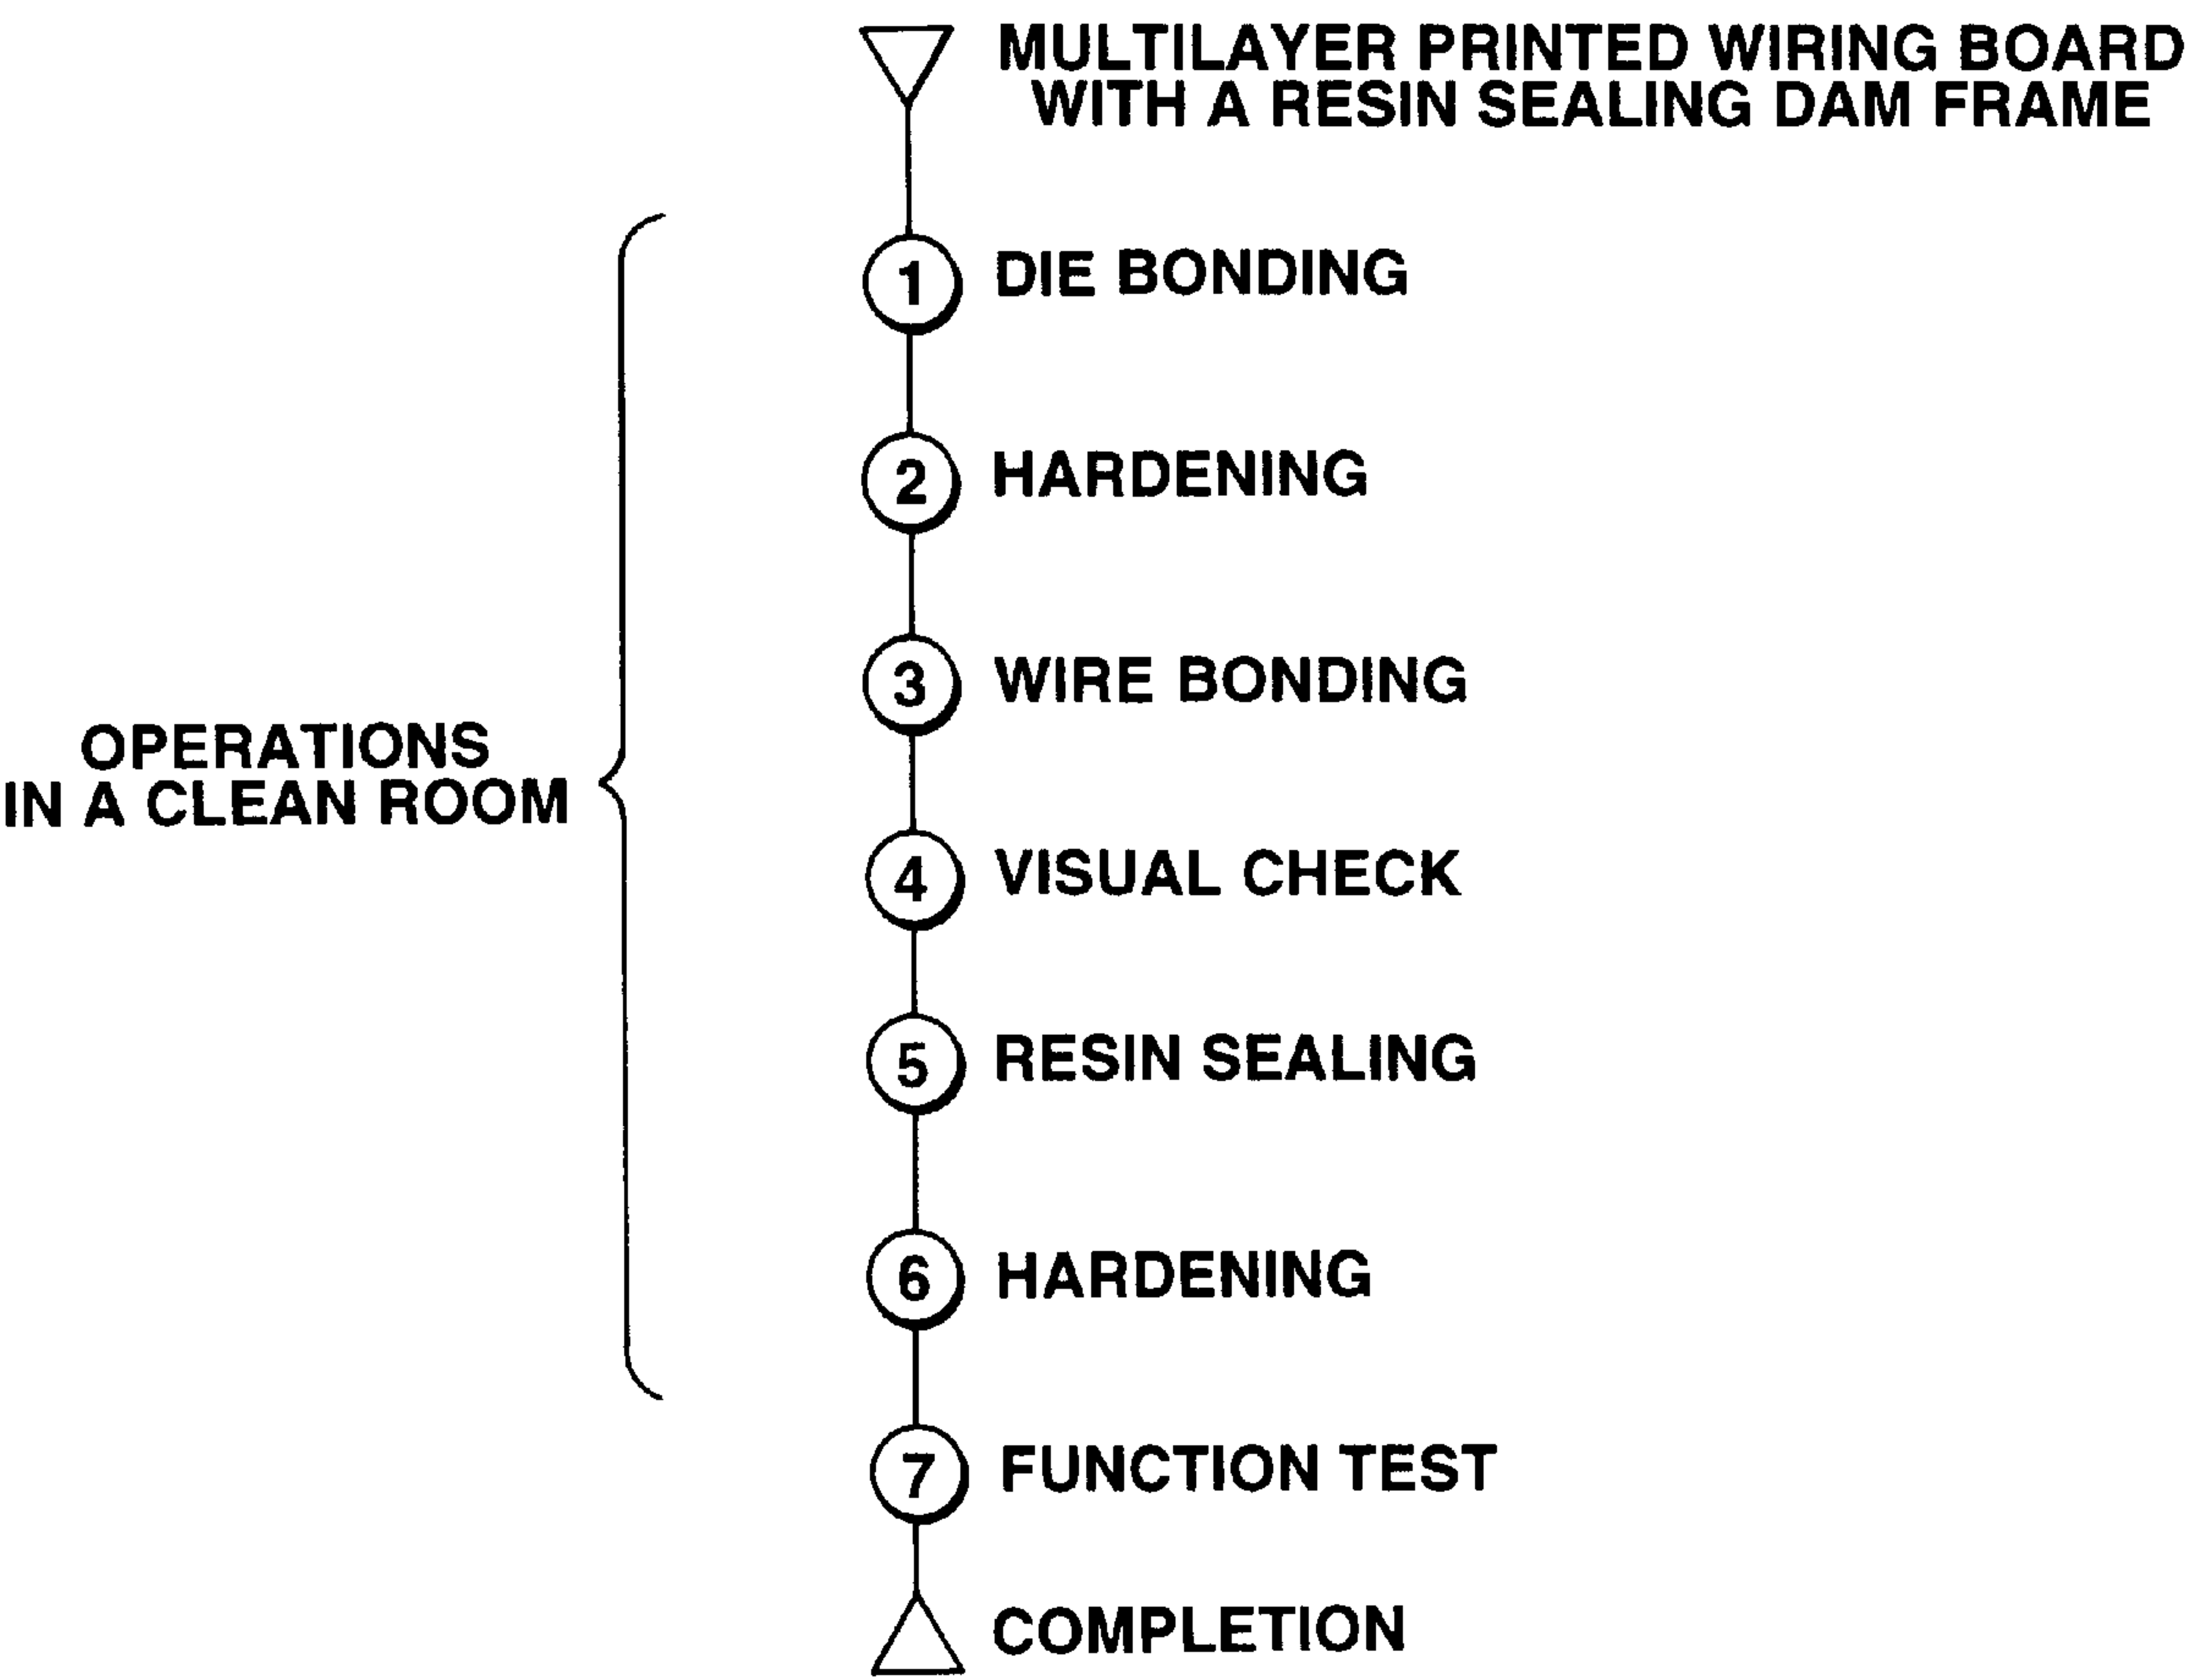 MULTILAYER PRINTED WIRING BOARD
WITH A RESIN SEALING DAM FRAME
1 DIE BONDING
2 HARDENING
3 WIRE BONDING
OPERATIONS
IN A CLEAN ROOM
4 VISUAL CHECK
5 RESIN SEALING
6 HARDENING
7 FUNCTION TEST
COMPLETION